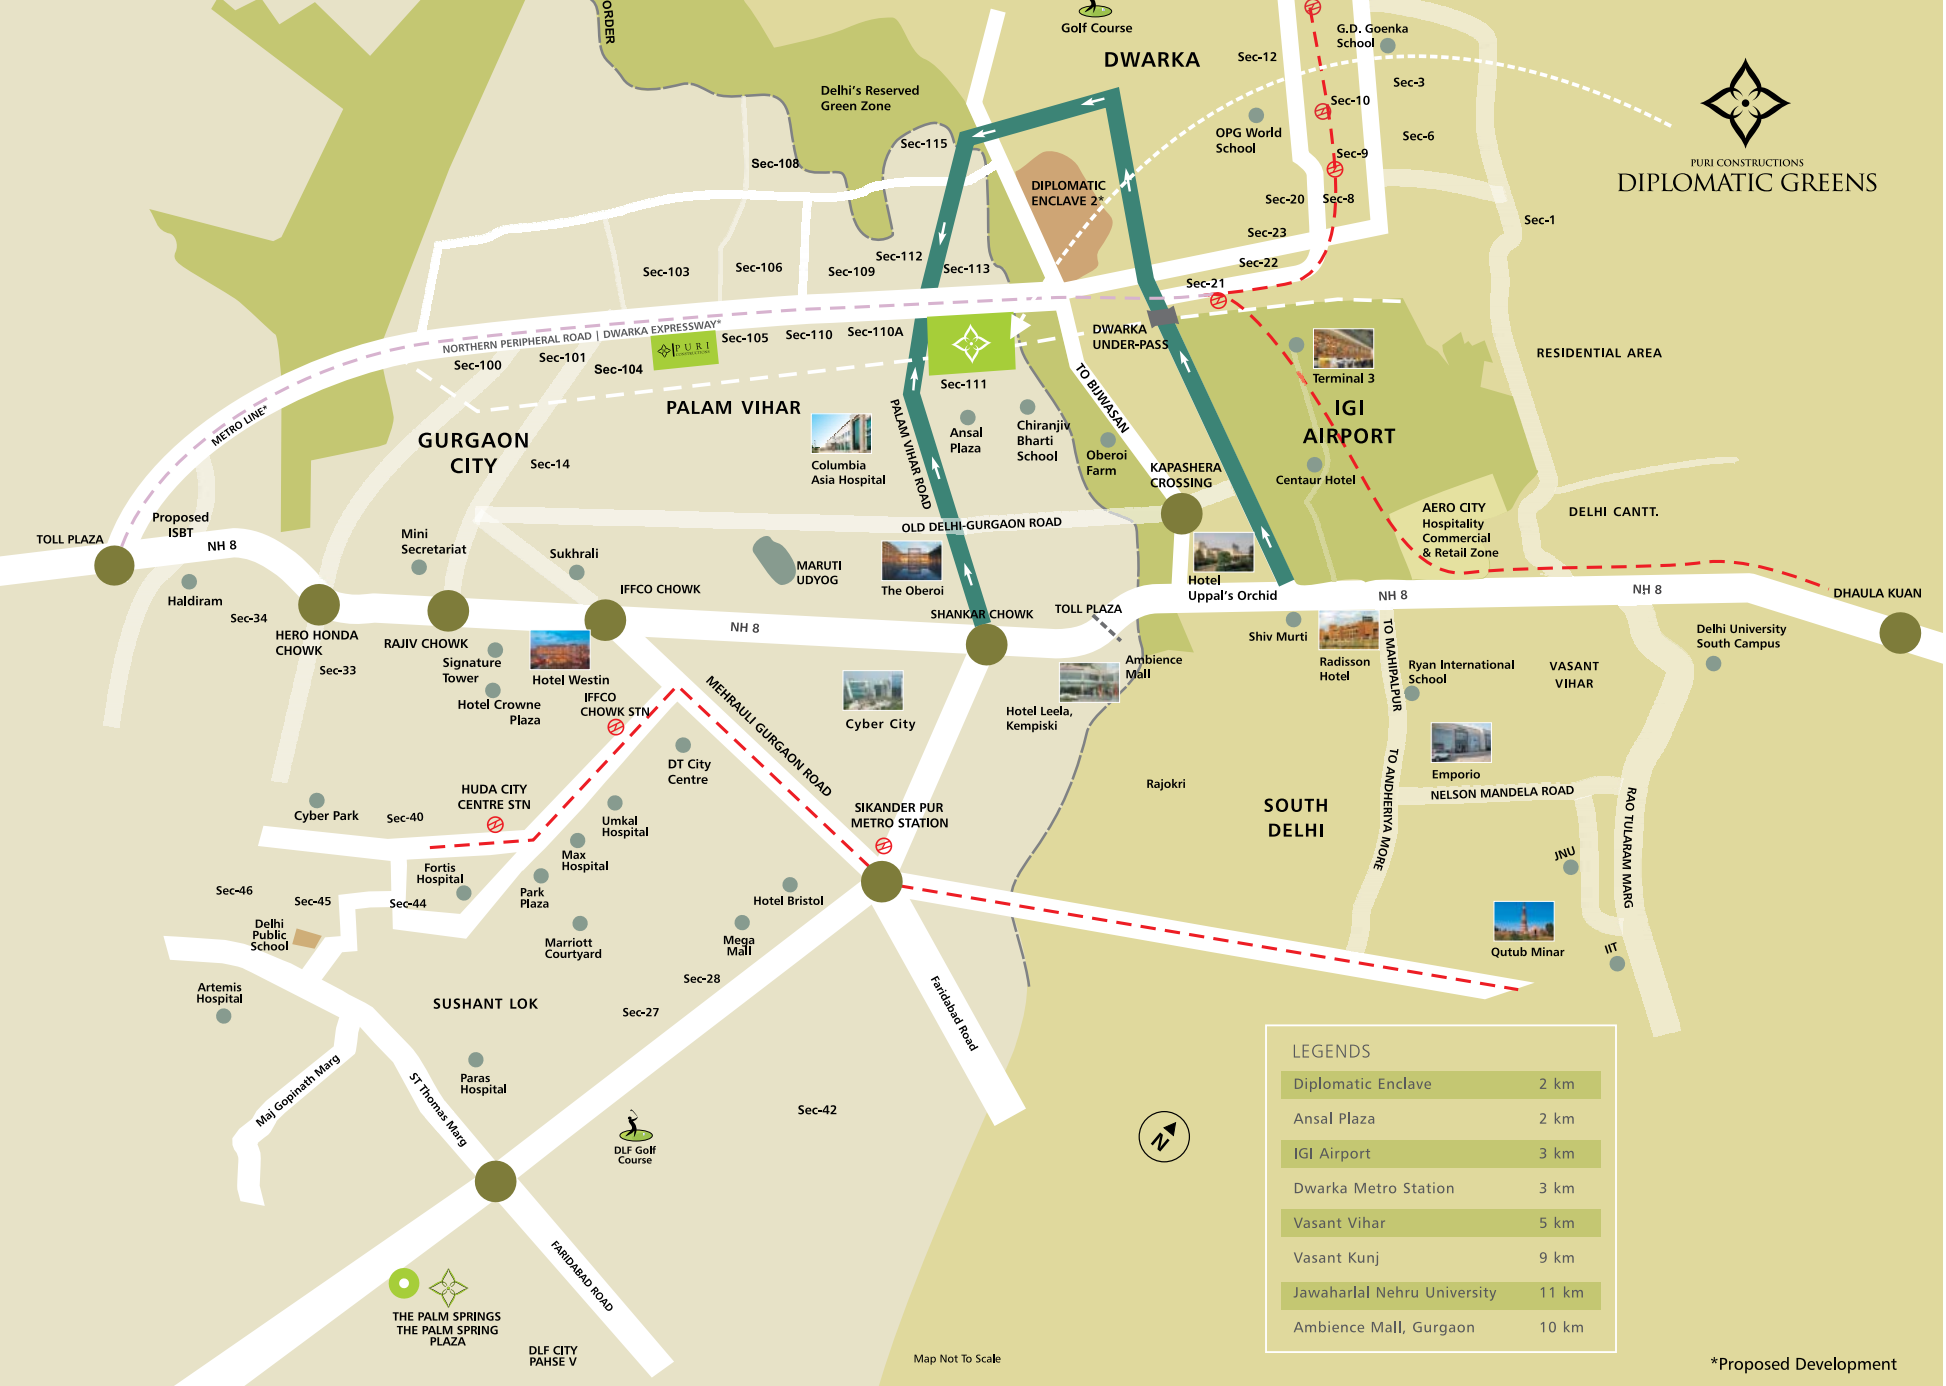 ORDER
Golf Course
DWARKA
G.D. Goenka
School
Sec-12
Sec-3
Sec-10
Delhi's Reserved
Green Zone
OPG World
School
Sec-6
Sec-115
Sec-9
Sec-108
PURI CONSTRUCTIONS
DIPLOMATIC GREENS
DIPLOMATIC
ENCLAVE 2*
Sec-20
Sec-8
Sec-1
Sec-23
Sec-112
Sec-22
Sec-103
Sec-106
Sec-109
Sec-113
Sec-21
NORTHERN PERIPHERAL ROAD | DWARKA EXPRESSWAY*
Sec-105
Sec-110
Sec-110A
DWARKA
UNDER-PASS
PURI
CONSTRUCTIONS
Sec-100
Sec-101
Sec-104
Sec-111
TO BIJWASAN
RESIDENTIAL AREA
Terminal 3
METRO LINE*
PALAM VIHAR
PALAM VIHAR ROAD
IGI
AIRPORT
GURGAON
CITY
Sec-14
Ansal
Plaza
Chiranjiv
Bharti
School
Oberoi
Farm
Columbia
Asia Hospital
KAPASHERA
CROSSING
Centaur Hotel
AERO CITY
Hospitality
Commercial
& Retail Zone
DELHI CANTT.
Proposed
ISBT
TOLL PLAZA
NH 8
OLD DELHI-GURGAON ROAD
Mini
Secretariat
Sukhrali
MARUTI
UDYOG
The Oberoi
Hotel
Uppal's Orchid
Haldiram
IFFCO CHOWK
SHANKAR CHOWK
TOLL PLAZA
NH 8
NH 8
DHAULA KUAN
Sec-34
HERO HONDA
CHOWK
RAJIV CHOWK
NH 8
Shiv Murti
Delhi University
South Campus
Sec-33
Signature
Tower
Hotel Westin
Ambience
Mall
Radisson
Hotel
TO MAHIPALPUR
Ryan International
School
VASANT
VIHAR
Hotel Crowne
Plaza
IFFCO
CHOWK STN
MEHRAULI GURGAON ROAD
Cyber City
Hotel Leela,
Kempiski
DT City
Centre
Emporio
TO ANDHERIYA MORE
NELSON MANDELA ROAD
RAO TULARAM MARG
Rajokri
HUDA CITY
CENTRE STN
Cyber Park
Sec-40
Umkal
Hospital
SIKANDER PUR
METRO STATION
SOUTH
DELHI
Max
Hospital
JNU
Fortis
Hospital
Park
Plaza
Sec-46
Sec-45
Sec-44
Hotel Bristol
Delhi
Public
School
Marriott
Courtyard
Mega
Mall
Qutub Minar
IIT
Sec-28
Artemis
Hospital
SUSHANT LOK
Sec-27
Faridabad Road
Maj Gopinath Marg
ST Thomas Marg
Paras
Hospital
Sec-42
DLF Golf
Course
N
LEGENDS
Diplomatic Enclave 2 km
Ansal Plaza 2 km
IGI Airport 3 km
Dwarka Metro Station 3 km
Vasant Vihar 5 km
Vasant Kunj 9 km
Jawaharlal Nehru University 11 km
Ambience Mall, Gurgaon 10 km
FARIDABAD ROAD
THE PALM SPRINGS
THE PALM SPRING
PLAZA
DLF CITY
PAHSE V
Map Not To Scale
*Proposed Development